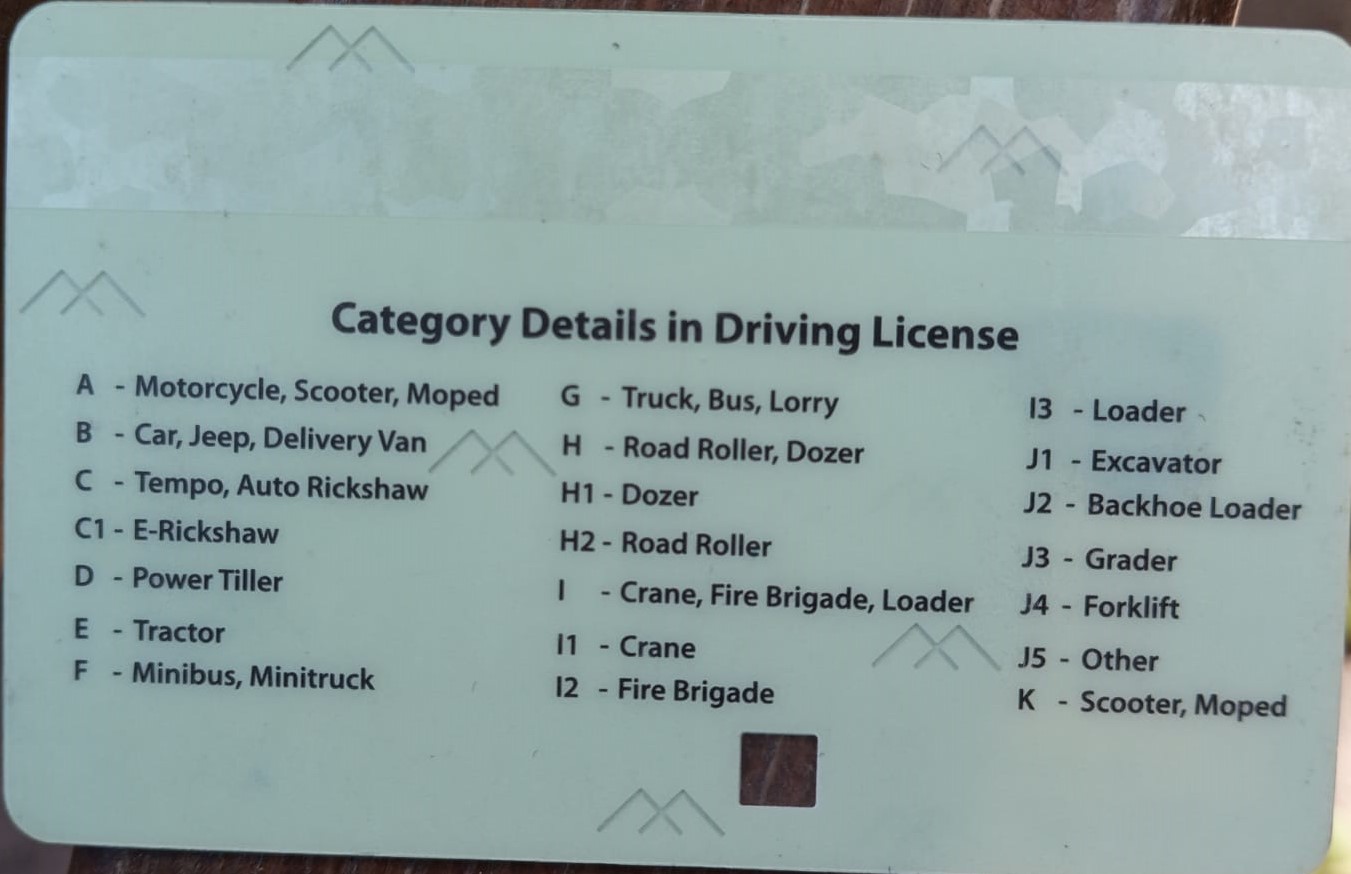 Category Details in Driving License
A - Motorcycle, Scooter, Moped
B - Car, Jeep, Delivery Van
C - Tempo, Auto Rickshaw
C1 - E-Rickshaw
D - Power Tiller
E - Tractor
F - Minibus, Minitruck
G - Truck, Bus, Lorry
H - Road Roller, Dozer
H1 - Dozer
H2 - Road Roller
I - Crane, Fire Brigade, Loader
I1 - Crane
I2 - Fire Brigade
I3 - Loader
J1 - Excavator
J2 - Backhoe Loader
J3 - Grader
J4 - Forklift
J5 - Other
K - Scooter, Moped